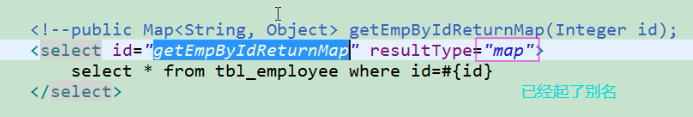 <!--public Map<String, Object> getEmpByIdReturnMap(Integer id);
<select id="getEmpByIdReturnMap" resultType="map">
select * from tbl_employee where id=#{id}
</select>
已经起了别名